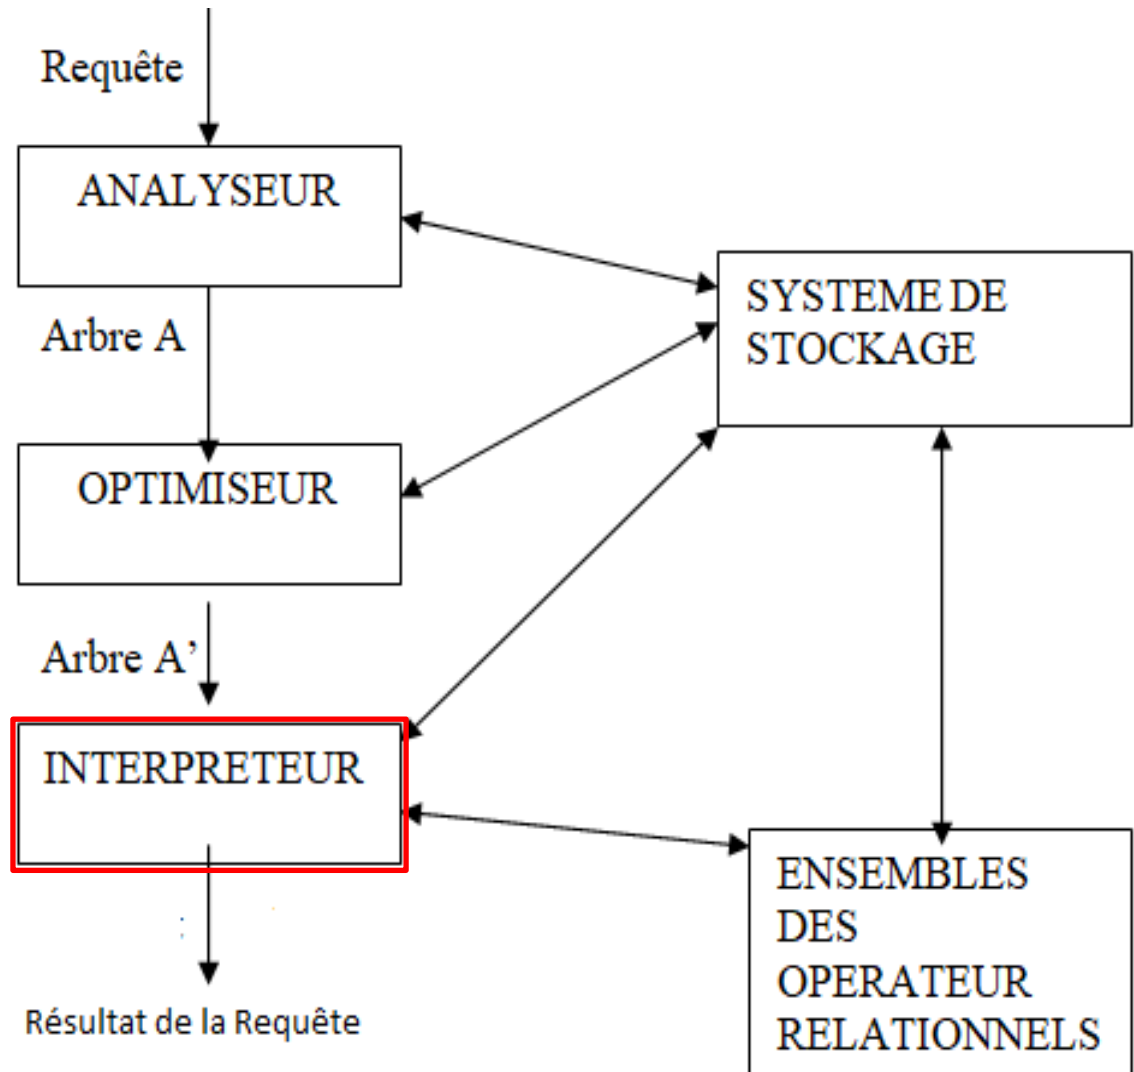 Requête
ANALYSEUR
Arbre A
SYSTEME DE
STOCKAGE
OPTIMISEUR
Arbre A’
INTERPRETEUR
ENSEMBLES
DES
OPERATEUR
RELATIONNELS
Résultat de la Requête